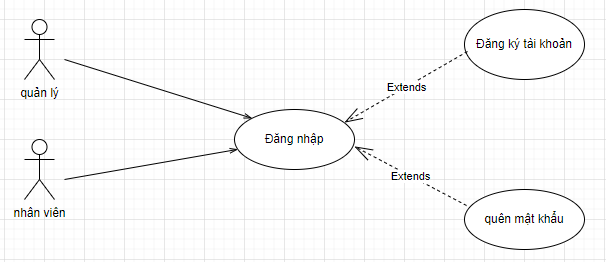 Đăng ký tài khoản
Extends
quản lý
Đăng nhập
Extends
nhân viên
quên mật khẩu